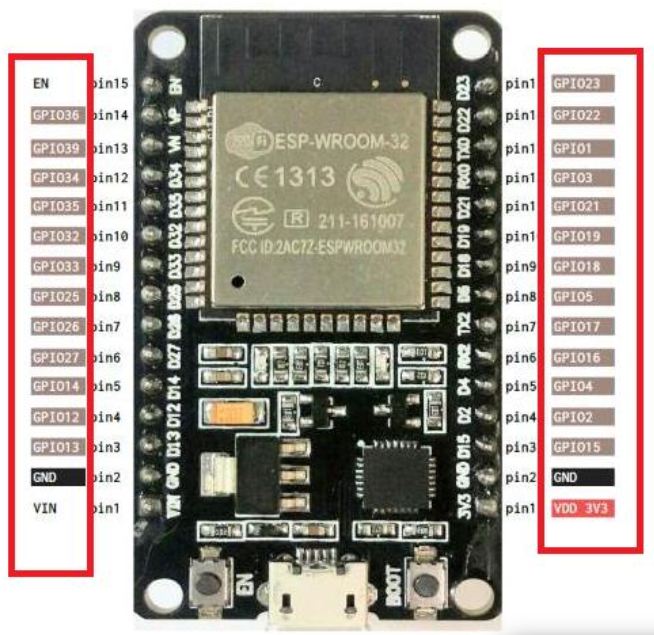 EN pin15 EN
GPIO36 pin14 VP
GPIO39 pin13 VN
GPIO34 pin12 D34
GPIO35 pin11 D35
GPIO32 pin10 D32
GPIO33 pin9 D33
GPIO25 pin8 D25
GPIO26 pin7 D26
GPIO27 pin6 D27
GPIO14 pin5 D14
GPIO12 pin4 D12
GPIO13 pin3 D13
GND pin2 GND
VIN pin1 VIN
C
WiFi ESP-WROOM-32
CE1313
R 211-161007
FCC ID:2AC7Z-ESPWROOM32
D23 pin1 GPIO23
D22 pin1 GPIO22
TX0 pin1 GPIO1
RX0 pin1 GPIO3
D21 pin1 GPIO21
D19 pin1 GPIO19
D18 pin9 GPIO18
D5 pin8 GPIO5
TX2 pin7 GPIO17
RX2 pin6 GPIO16
D4 pin5 GPIO4
D2 pin4 GPIO2
D15 pin3 GPIO15
GND pin2 GND
3V3 pin1 VDD 3V3
EN
BOOT